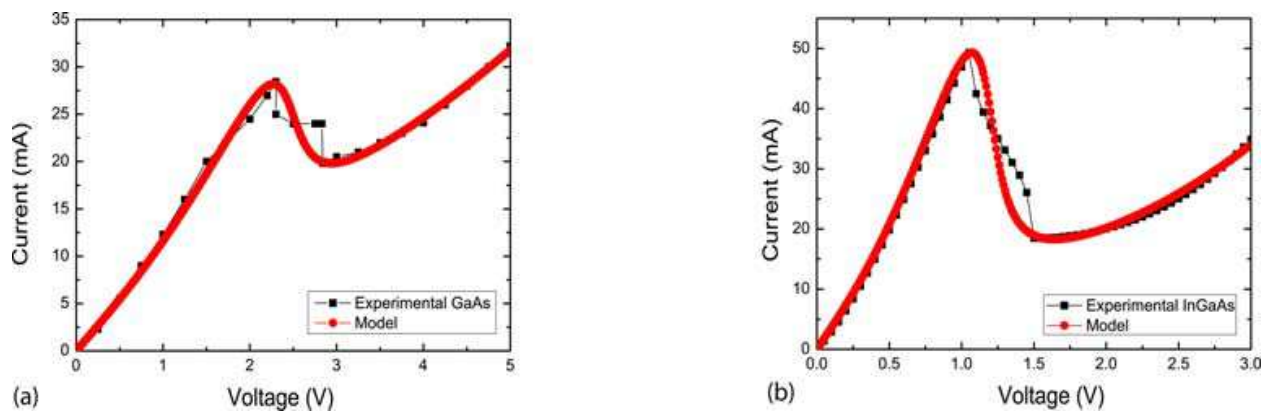 35
30
25
20
15
10
5
0
Current (mA)
0 1 2 3 4 5
Voltage (V)
Experimental GaAs
Model
(a)
50
40
30
20
10
0
Current (mA)
0.0 0.5 1.0 1.5 2.0 2.5 3.0
Voltage (V)
Experimental InGaAs
Model
(b)